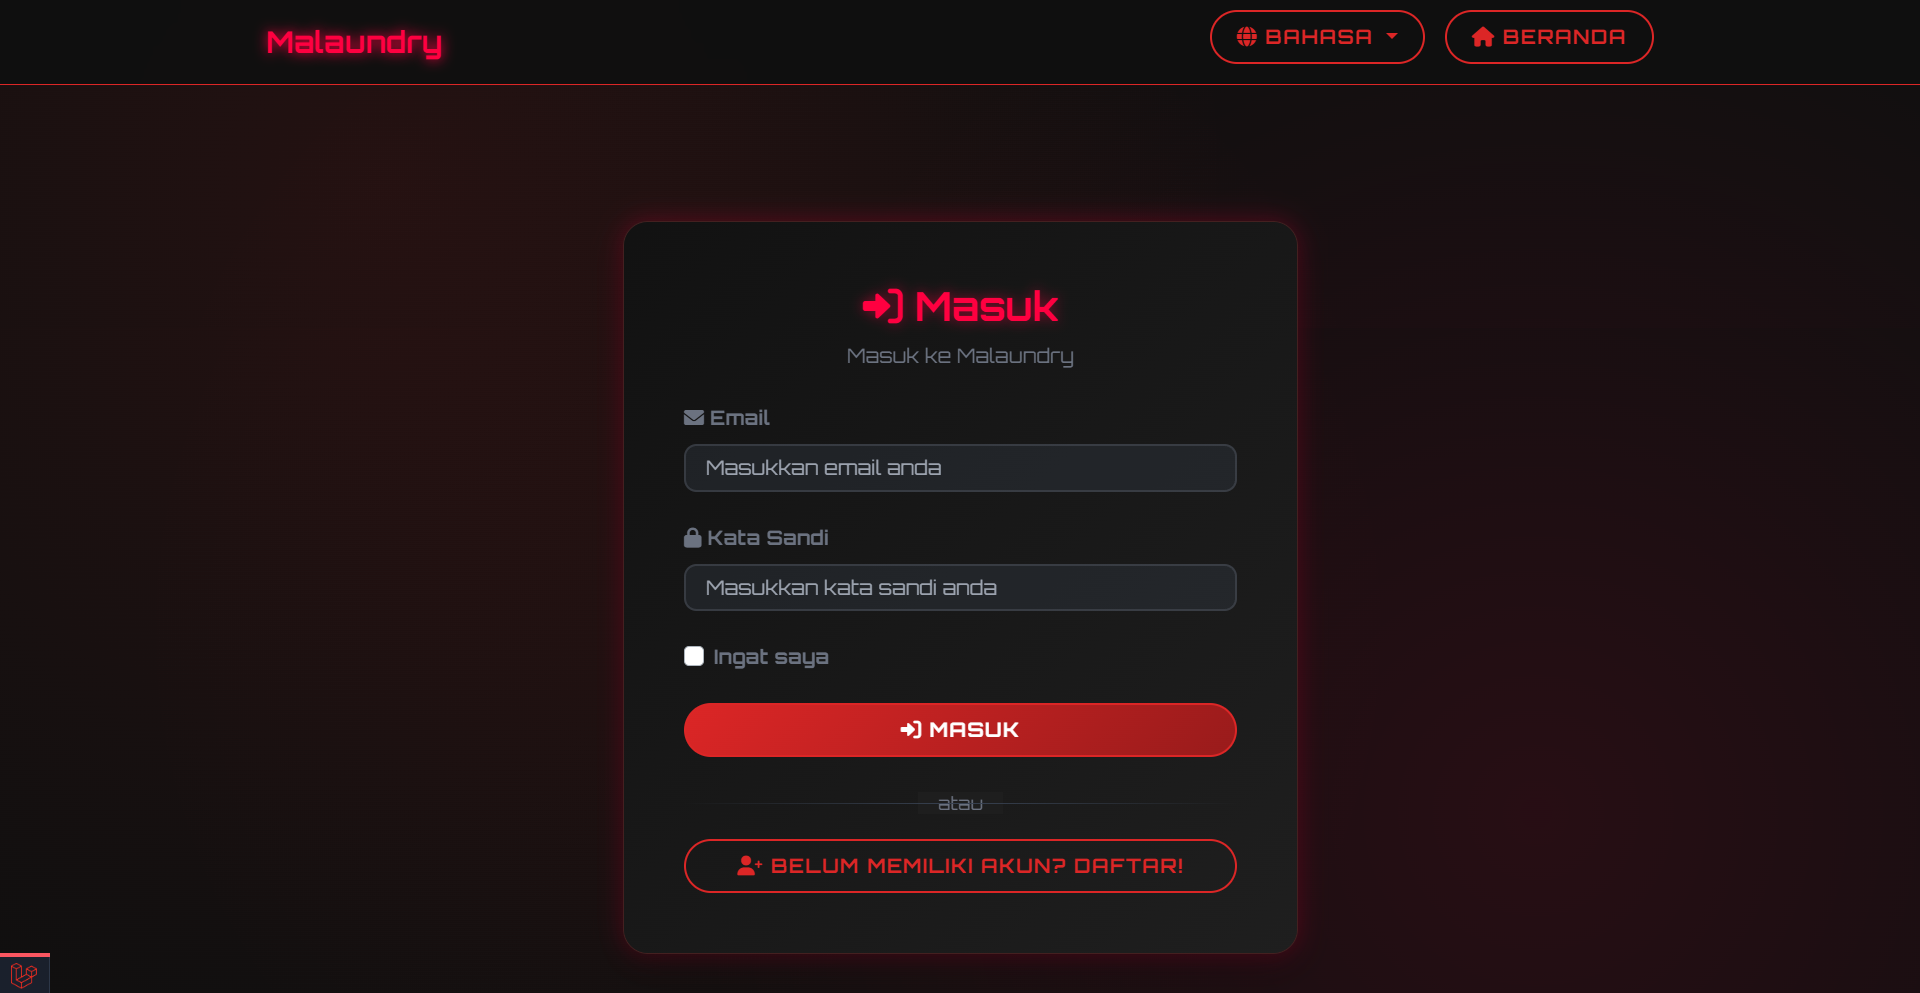 Malaundry
BAHASA
BERANDA
Masuk
Masuk ke Malaundry
Email
Masukkan email anda
Kata Sandi
Masukkan kata sandi anda
Ingat saya
MASUK
atau
BELUM MEMILIKI AKUN? DAFTAR!